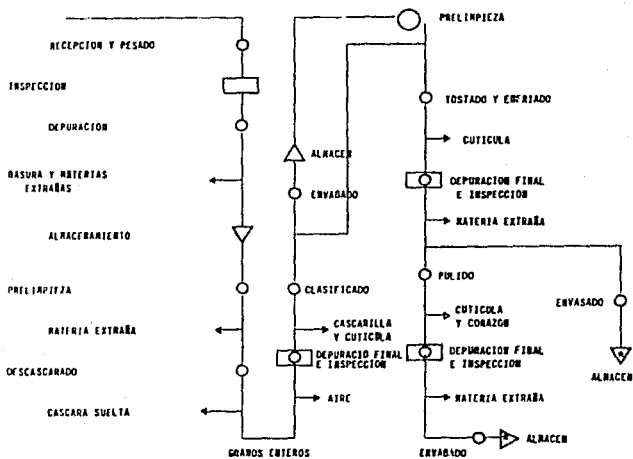 RECEPCION Y PESADO
INSPECCION
DEPURACION
BASURA Y MATERIAS
EXTRAÑAS
ALMACENAMIENTO
PRELIMPIEZA
MATERIA EXTRAÑA
DESCASCARADO
CASCARA SUELTA
GRANOS ENTEROS
AIRE
DEPURACIO FINAL
E INSPECCION
CASCARILLA
Y CUTICULA
CLASIFICADO
ENVABADO
ALMACEN
PRELIMPIEZA
TOSTADO Y ENFRIADO
CUTICULA
DEPURACION FINAL
E INSPECCION
MATERIA EXTRAÑA
PULIDO
CUTICULA
Y CORAZON
DEPURACION FINAL
E INSPECCION
MATERIA EXTRAÑA
ENVABADO
ALMACEN
ENVASADO
ALMACEN